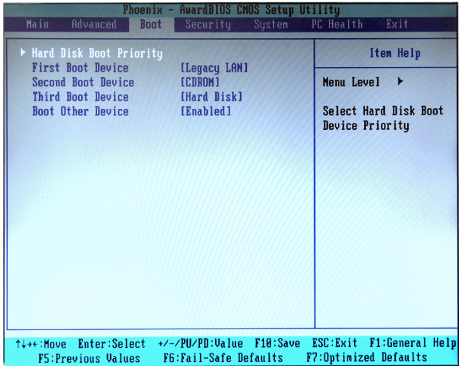 Phoenix - AwardBIOS CMOS Setup Utility
Main Advanced Boot Security System PC Health Exit
▶ Hard Disk Boot Priority
First Boot Device [Legacy LAN]
Second Boot Device [CDROM]
Third Boot Device [Hard Disk]
Boot Other Device [Enabled]
Item Help
Menu Level ▶
Select Hard Disk Boot
Device Priority
↑↓→←:Move Enter:Select +/-/PU/PD:Value F10:Save ESC:Exit F1:General Help
F5:Previous Values F6:Fail-Safe Defaults F7:Optimized Defaults